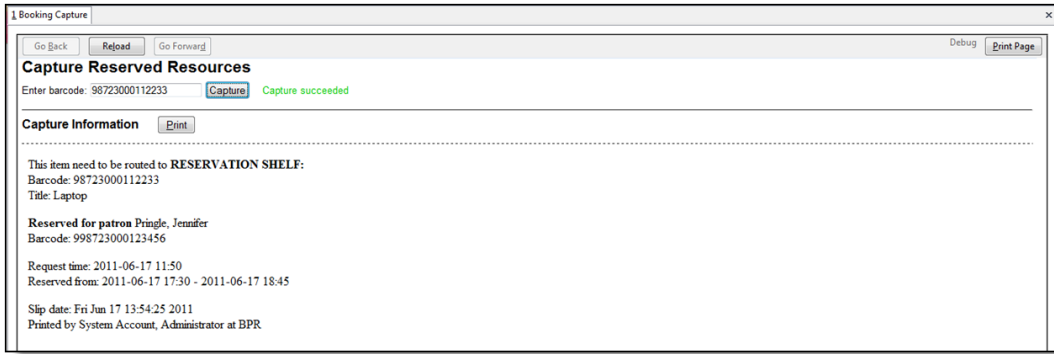 1 Booking Capture ×
Go Back Reload Go Forward Debug Print Page
Capture Reserved Resources
Enter barcode: 98723000112233 Capture Capture succeeded
Capture Information Print
This item need to be routed to RESERVATION SHELF:
Barcode: 98723000112233
Title: Laptop
Reserved for patron Pringle, Jennifer
Barcode: 998723000123456
Request time: 2011-06-17 11:50
Reserved from: 2011-06-17 17:30 - 2011-06-17 18:45
Slip date: Fri Jun 17 13:54:25 2011
Printed by System Account, Administrator at BPR